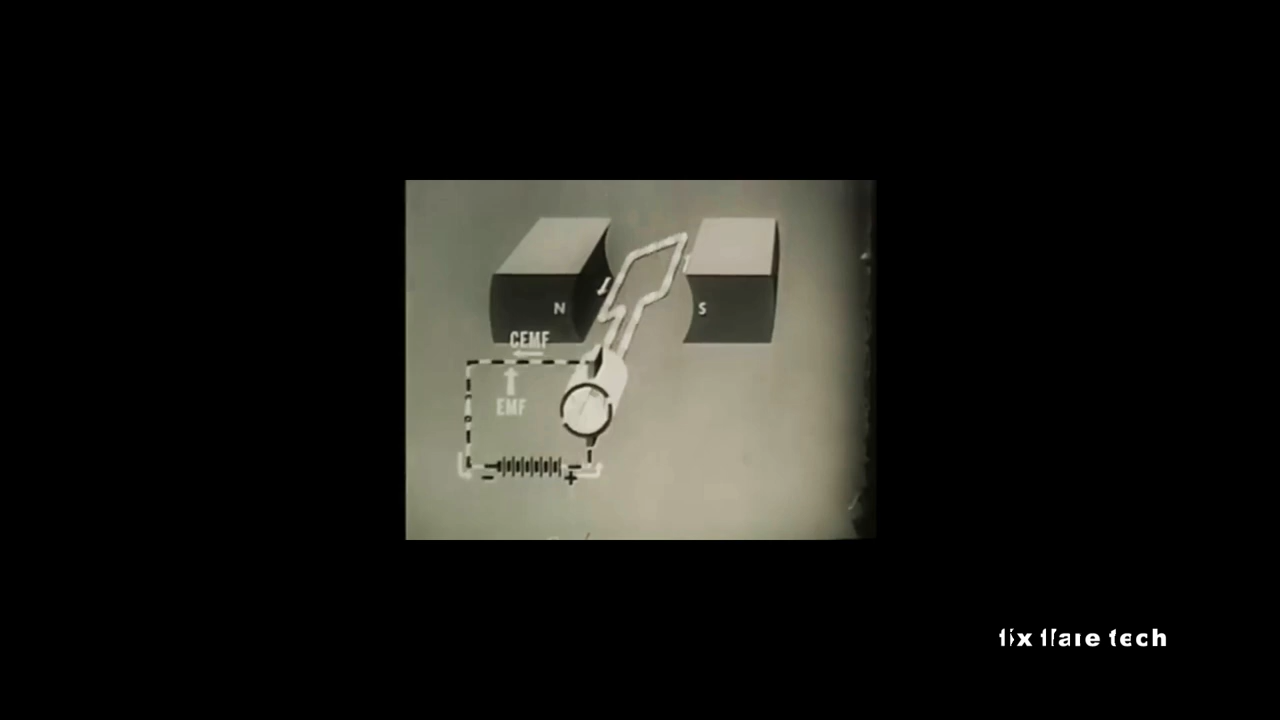 N
S
CEMF
EMF
- +
fix flare tech